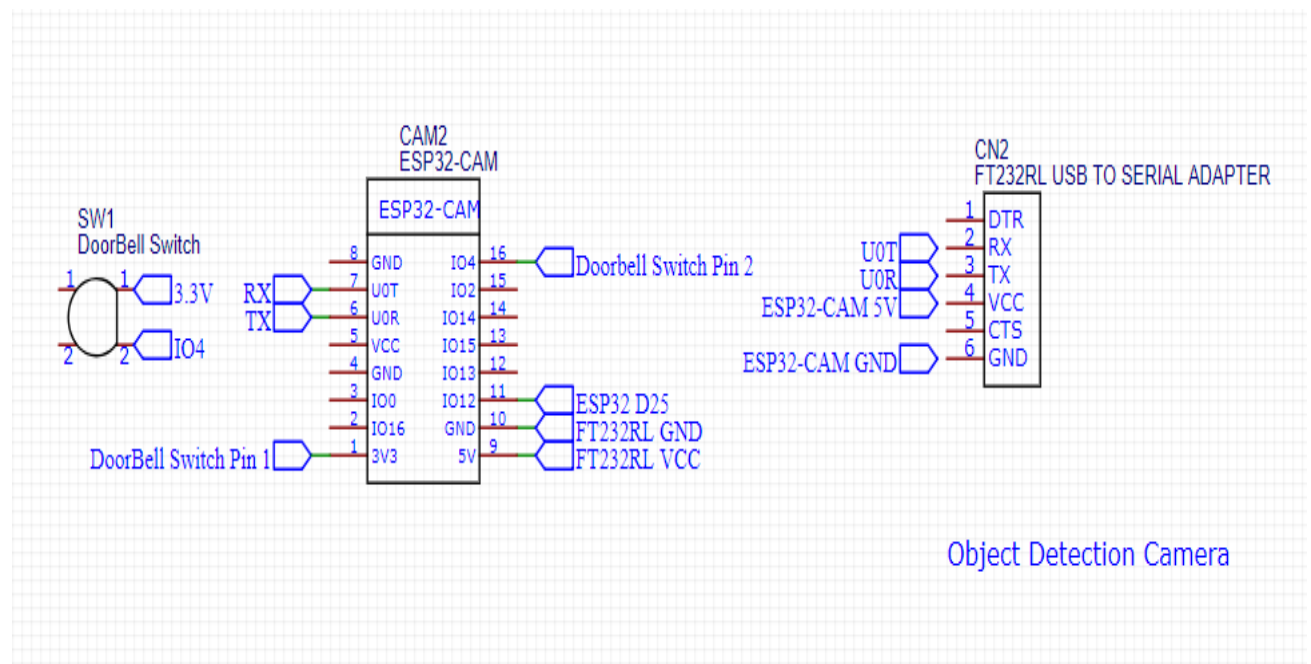 CAM2
ESP32-CAM
ESP32-CAM
SW1
DoorBell Switch
1
1
3.3V
2
2
IO4
RX
TX
DoorBell Switch Pin 1
8 GND
7 U0T
6 U0R
5 VCC
4 GND
3 IO0
2 IO16
1 3V3
IO4 16
IO2 15
IO14 14
IO15 13
IO13 12
IO12 11
GND 10
5V 9
Doorbell Switch Pin 2
ESP32 D25
FT232RL GND
FT232RL VCC
CN2
FT232RL USB TO SERIAL ADAPTER
1 DTR
U0T 2 RX
U0R 3 TX
ESP32-CAM 5V 4 VCC
5 CTS
ESP32-CAM GND 6 GND
Object Detection Camera